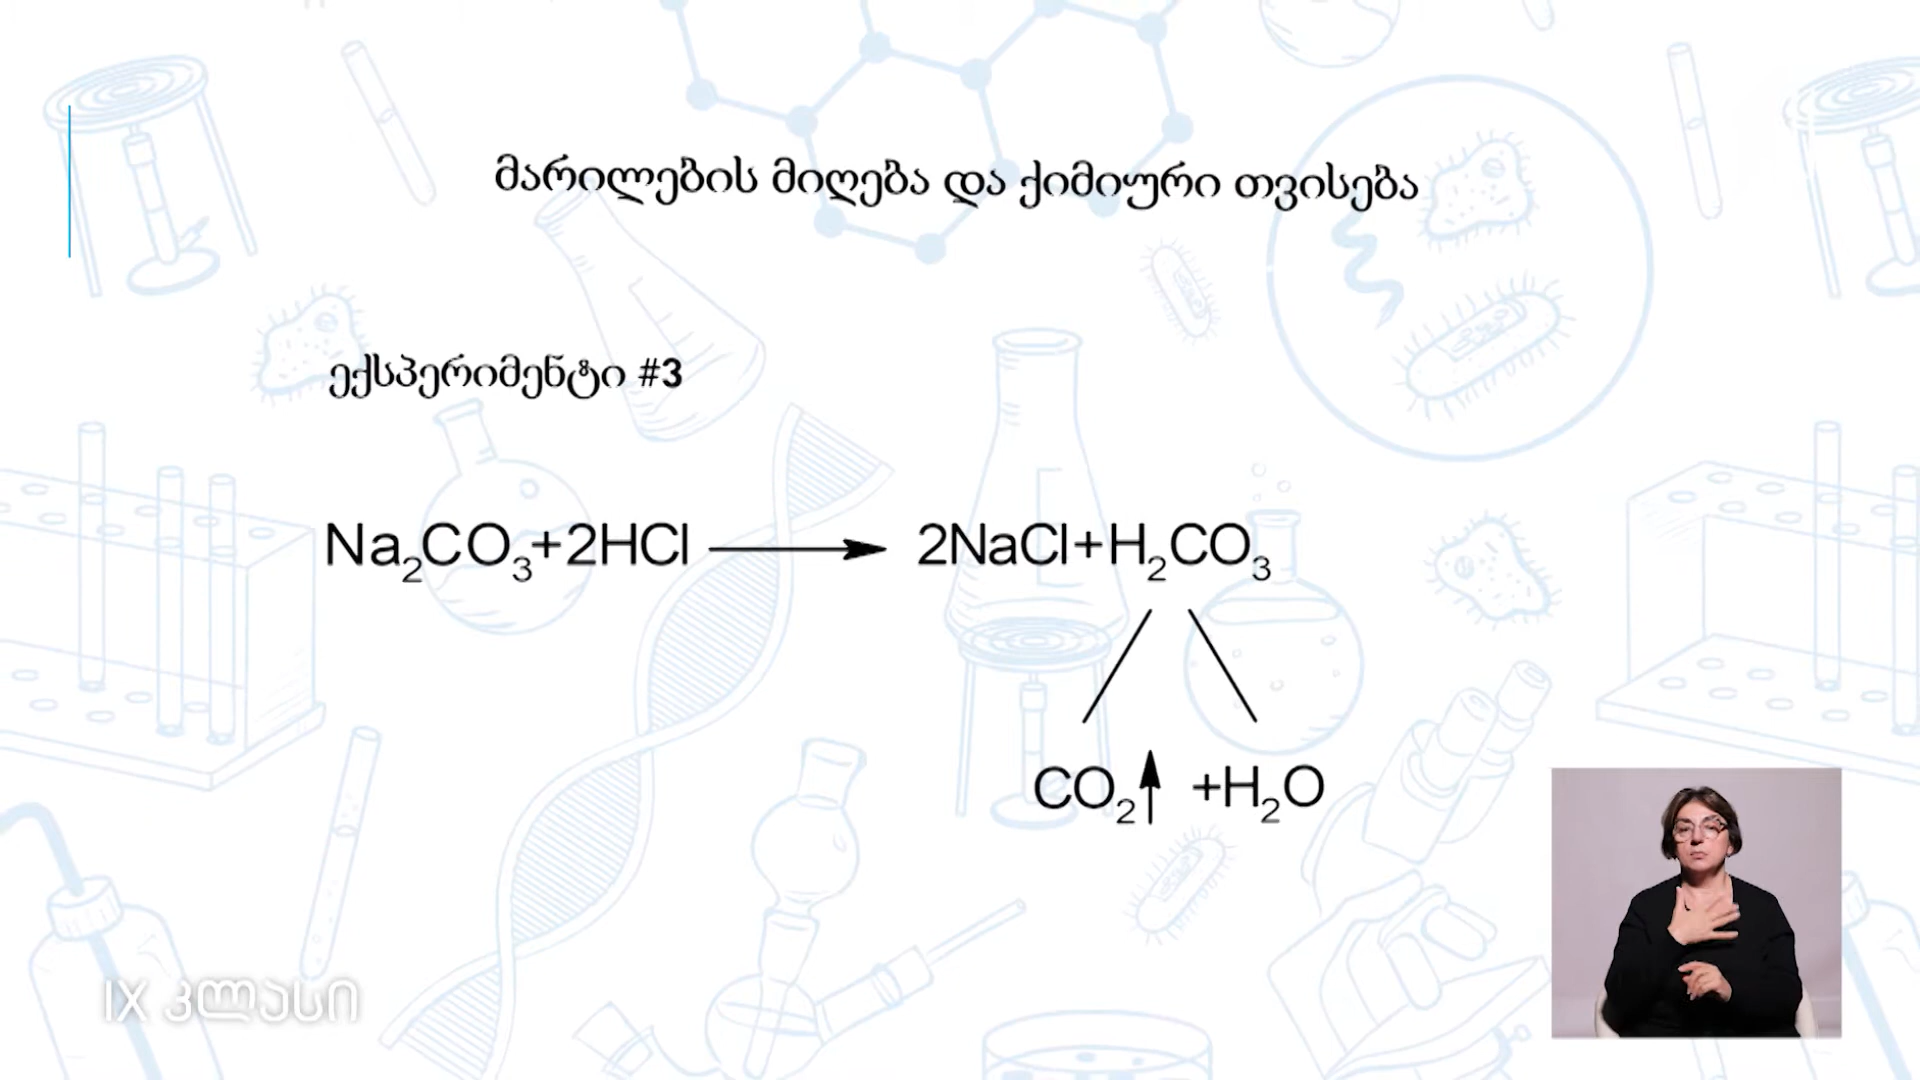 მარილების მიღება და ქიმიური თვისება
ექსპერიმენტი #3
Na₂CO₃+2HCl ⟶ 2NaCl+H₂CO₃
CO₂↑ +H₂O
IX კლასი